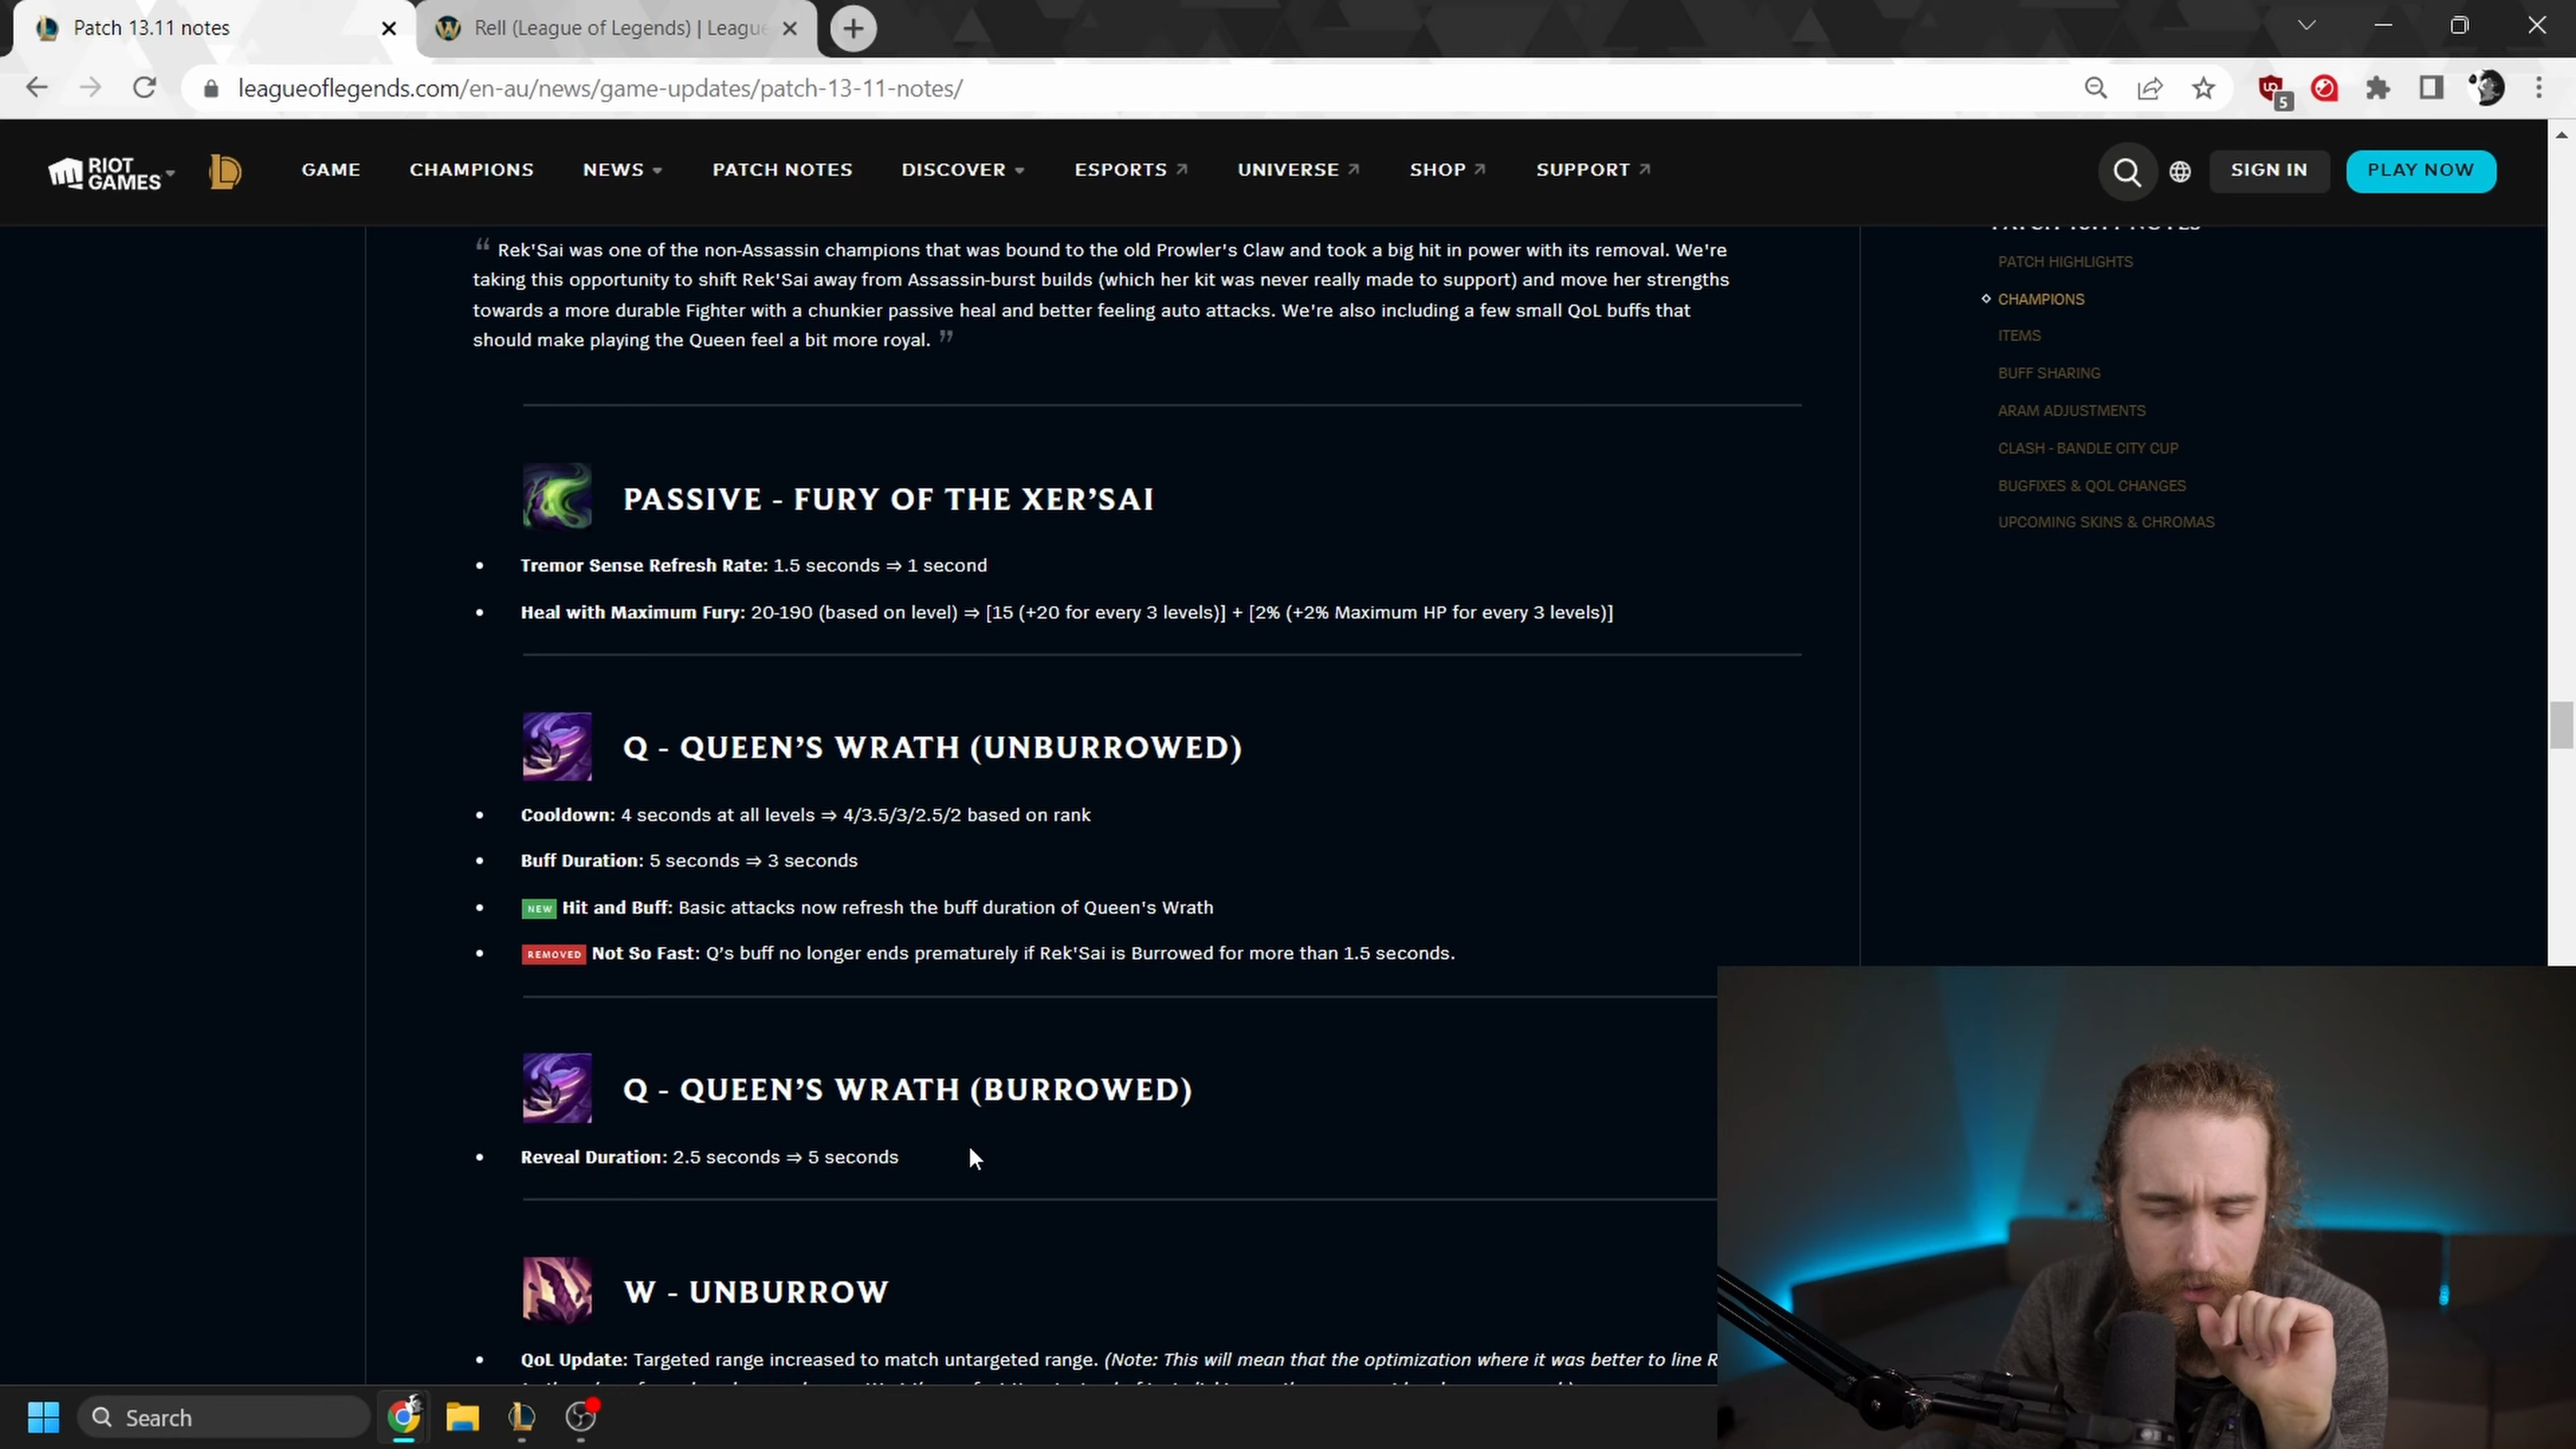 Patch 13.11 notes
Rell (League of Legends) | League
leagueoflegends.com/en-au/news/game-updates/patch-13-11-notes/
5
RIOT GAMES
GAME
CHAMPIONS
NEWS
PATCH NOTES
DISCOVER
ESPORTS
UNIVERSE
SHOP
SUPPORT
SIGN IN
PLAY NOW
“ Rek'Sai was one of the non-Assassin champions that was bound to the old Prowler's Claw and took a big hit in power with its removal. We're
taking this opportunity to shift Rek'Sai away from Assassin-burst builds (which her kit was never really made to support) and move her strengths
towards a more durable Fighter with a chunkier passive heal and better feeling auto attacks. We're also including a few small QoL buffs that
should make playing the Queen feel a bit more royal. ”
PASSIVE - FURY OF THE XER’SAI
• Tremor Sense Refresh Rate: 1.5 seconds ⇒ 1 second
• Heal with Maximum Fury: 20-190 (based on level) ⇒ [15 (+20 for every 3 levels)] + [2% (+2% Maximum HP for every 3 levels)]
Q - QUEEN’S WRATH (UNBURROWED)
• Cooldown: 4 seconds at all levels ⇒ 4/3.5/3/2.5/2 based on rank
• Buff Duration: 5 seconds ⇒ 3 seconds
• NEW Hit and Buff: Basic attacks now refresh the buff duration of Queen's Wrath
• REMOVED Not So Fast: Q’s buff no longer ends prematurely if Rek'Sai is Burrowed for more than 1.5 seconds.
Q - QUEEN’S WRATH (BURROWED)
• Reveal Duration: 2.5 seconds ⇒ 5 seconds
W - UNBURROW
• QoL Update: Targeted range increased to match untargeted range. (Note: This will mean that the optimization where it was better to line R
PATCH 13.11 NOTES
PATCH HIGHLIGHTS
CHAMPIONS
ITEMS
BUFF SHARING
ARAM ADJUSTMENTS
CLASH - BANDLE CITY CUP
BUGFIXES & QOL CHANGES
UPCOMING SKINS & CHROMAS
Search